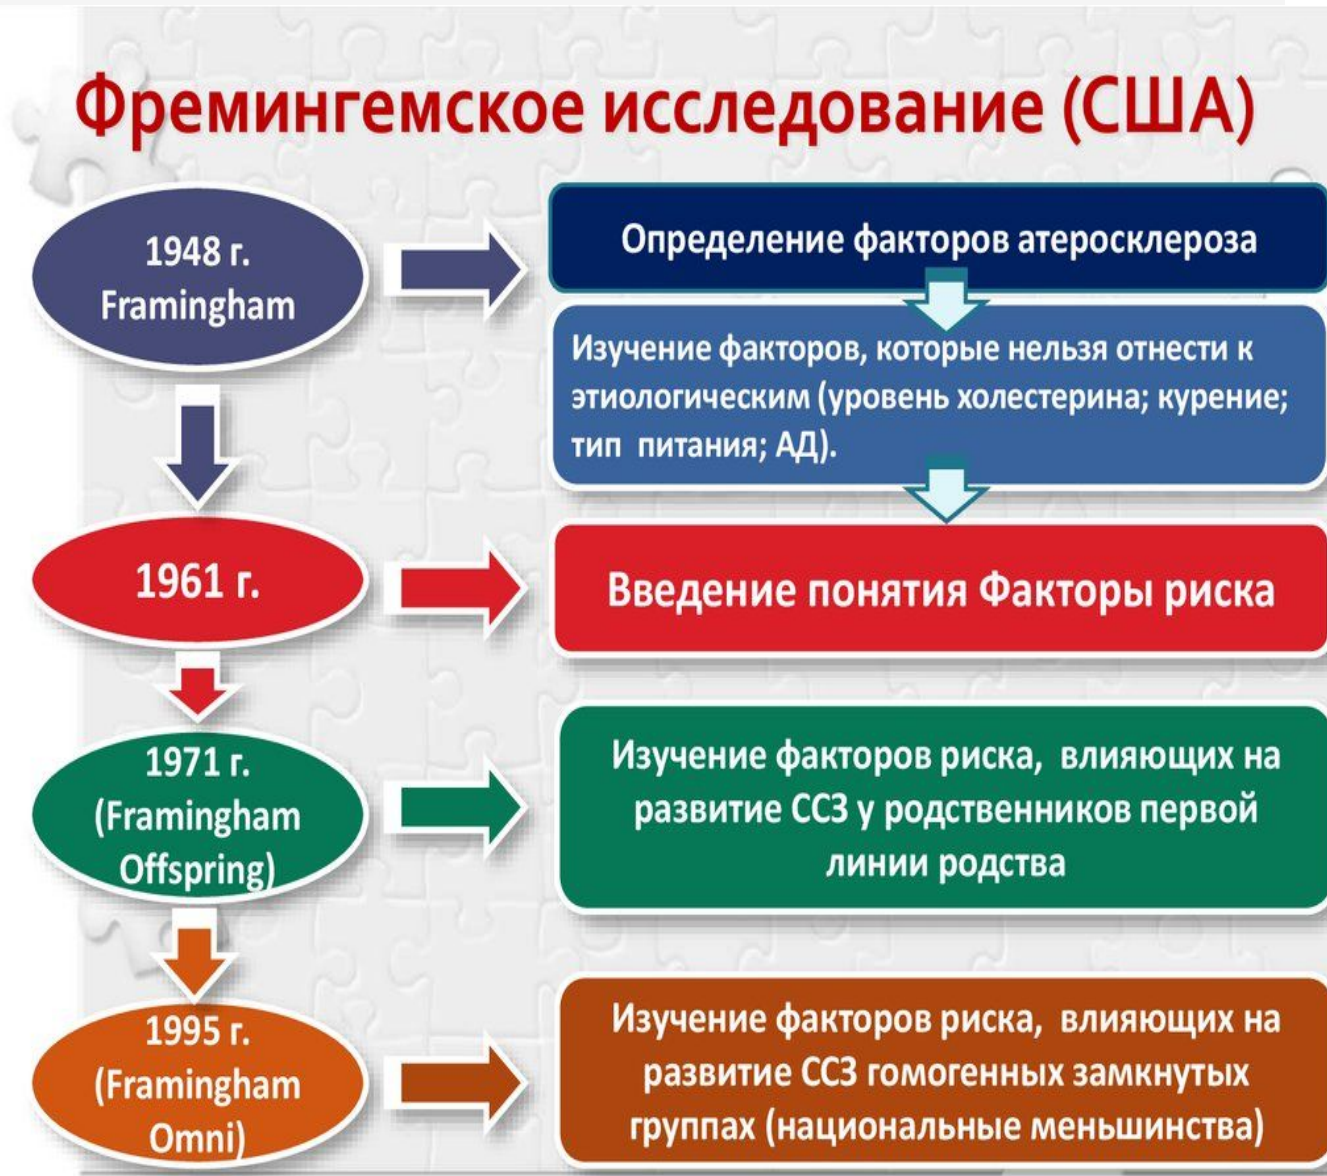 Фремингемское исследование (США)
1948 г.
Framingham
Определение факторов атеросклероза
Изучение факторов, которые нельзя отнести к
этиологическим (уровень холестерина; курение;
тип питания; АД).
1961 г.
Введение понятия Факторы риска
1971 г.
(Framingham
Offspring)
Изучение факторов риска, влияющих на
развитие ССЗ у родственников первой
линии родства
1995 г.
(Framingham
Omni)
Изучение факторов риска, влияющих на
развитие ССЗ гомогенных замкнутых
группах (национальные меньшинства)